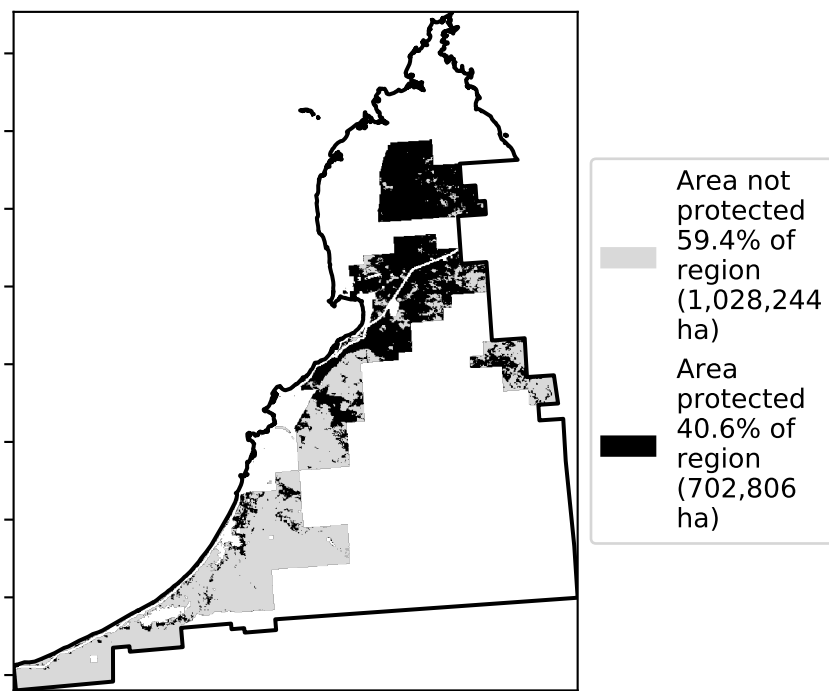 Area not
protected
59.4% of
region
(1,028,244
ha)
Area
protected
40.6% of
region
(702,806
ha)